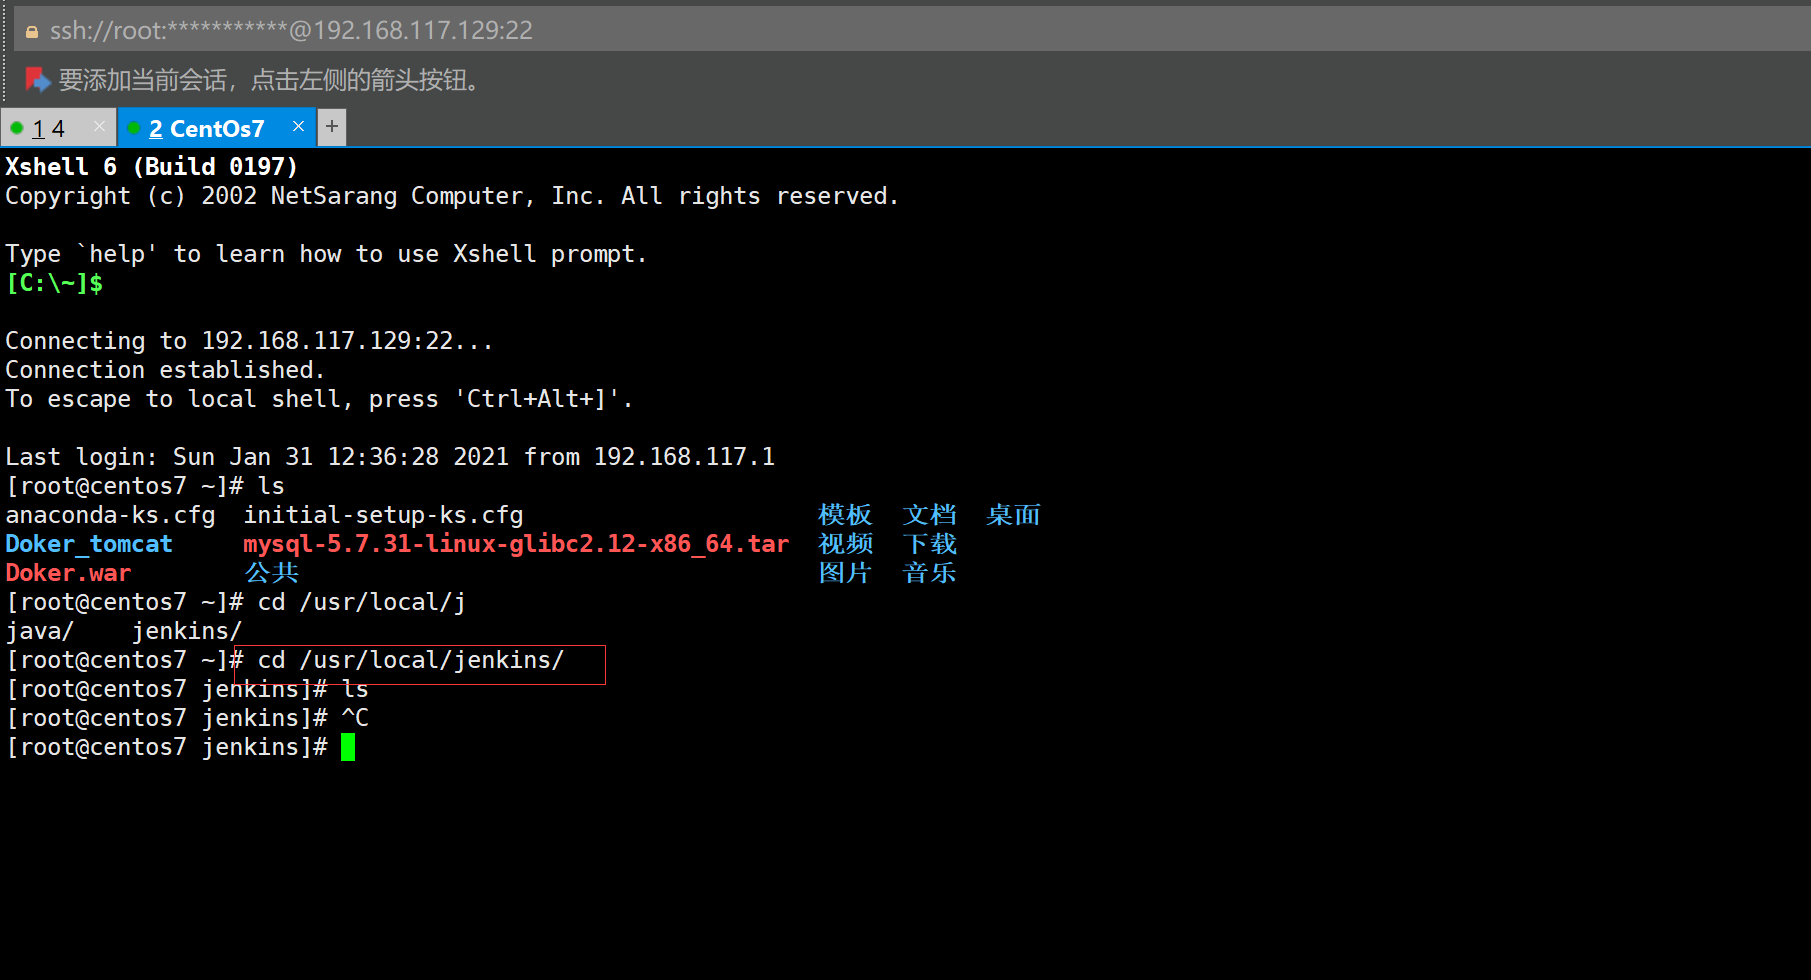 ssh://root:***********@192.168.117.129:22
要添加当前会话，点击左侧的箭头按钮。
1 4 × 2 CentOs7 × +
Xshell 6 (Build 0197)
Copyright (c) 2002 NetSarang Computer, Inc. All rights reserved.
Type `help' to learn how to use Xshell prompt.
[C:\~]$
Connecting to 192.168.117.129:22...
Connection established.
To escape to local shell, press 'Ctrl+Alt+]'.
Last login: Sun Jan 31 12:36:28 2021 from 192.168.117.1
[root@centos7 ~]# ls
anaconda-ks.cfg  initial-setup-ks.cfg                     模板  文档  桌面
Doker_tomcat     mysql-5.7.31-linux-glibc2.12-x86_64.tar  视频  下载
Doker.war        公共                                     图片  音乐
[root@centos7 ~]# cd /usr/local/j
java/    jenkins/
[root@centos7 ~]# cd /usr/local/jenkins/
[root@centos7 jenkins]# ls
[root@centos7 jenkins]# ^C
[root@centos7 jenkins]#